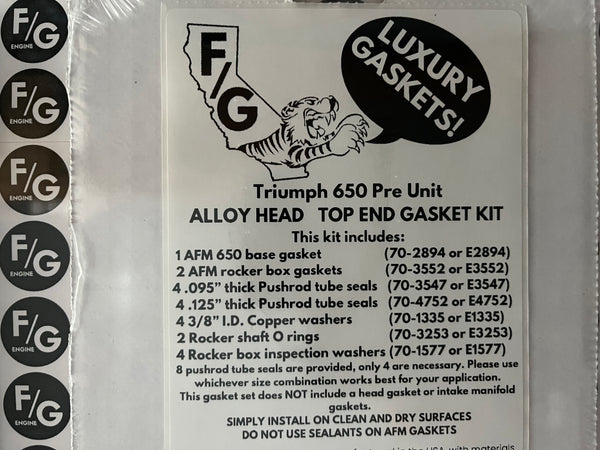 F/G
ENGINE
F/G
ENGINE
F/G
ENGINE
F/G
ENGINE
F/G
ENGINE
F/G
ENGINE
F/G
LUXURY
GASKETS!
Triumph 650 Pre Unit
ALLOY HEAD TOP END GASKET KIT
This kit includes:
1 AFM 650 base gasket (70-2894 or E2894)
2 AFM rocker box gaskets (70-3552 or E3552)
4 .095" thick Pushrod tube seals (70-3547 or E3547)
4 .125" thick Pushrod tube seals (70-4752 or E4752)
4 3/8" I.D. Copper washers (70-1335 or E1335)
2 Rocker shaft O rings (70-3253 or E3253)
4 Rocker box inspection washers (70-1577 or E1577)
8 pushrod tube seals are provided, only 4 are necessary. Please use
whichever size combination works best for your application.
This gasket set does NOT include a head gasket or intake manifold
gaskets.
SIMPLY INSTALL ON CLEAN AND DRY SURFACES
DO NOT USE SEALANTS ON AFM GASKETS
in the USA, with materials